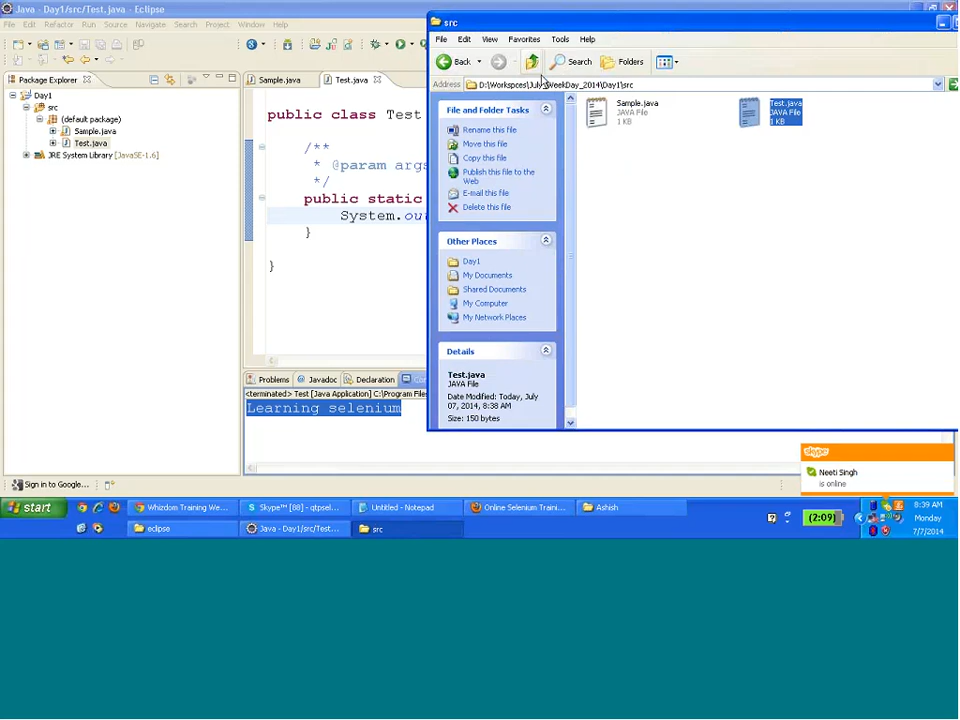 Java - Day1/src/Test.java - Eclipse
File Edit Refactor Run Source Navigate Search Project Window Help
Package Explorer
Day1
src
(default package)
Sample.java
Test.java
JRE System Library [JavaSE-1.6]
Sample.java
Test.java
public class Test
/**
* @param args
*/
public static
System.ou
}
}
Problems
Javadoc
Declaration
Co
<terminated> Test [Java Application] C:\Program Files
Learning selenium
Sign in to Google...
src
File Edit View Favorites Tools Help
Back
Search
Folders
Address
File and Folder Tasks
Rename this file
Move this file
Copy this file
Publish this file to the
Web
E-mail this file
Delete this file
Other Places
Day1
My Documents
Shared Documents
My Computer
My Network Places
Details
Test.java
JAVA File
Date Modified: Today, July
07, 2014, 8:38 AM
Size: 150 bytes
Sample.java
JAVA File
1 KB
Test.java
JAVA File
1 KB
skype
Neeti Singh
is online
start
Whizdom Training We...
Skype™ [88] - qtpsel...
Untitled - Notepad
Online Selenium Traini...
Ashish
eclipse
Java - Day1/src/Test...
src
(2:09)
8:39 AM
Monday
7/7/2014